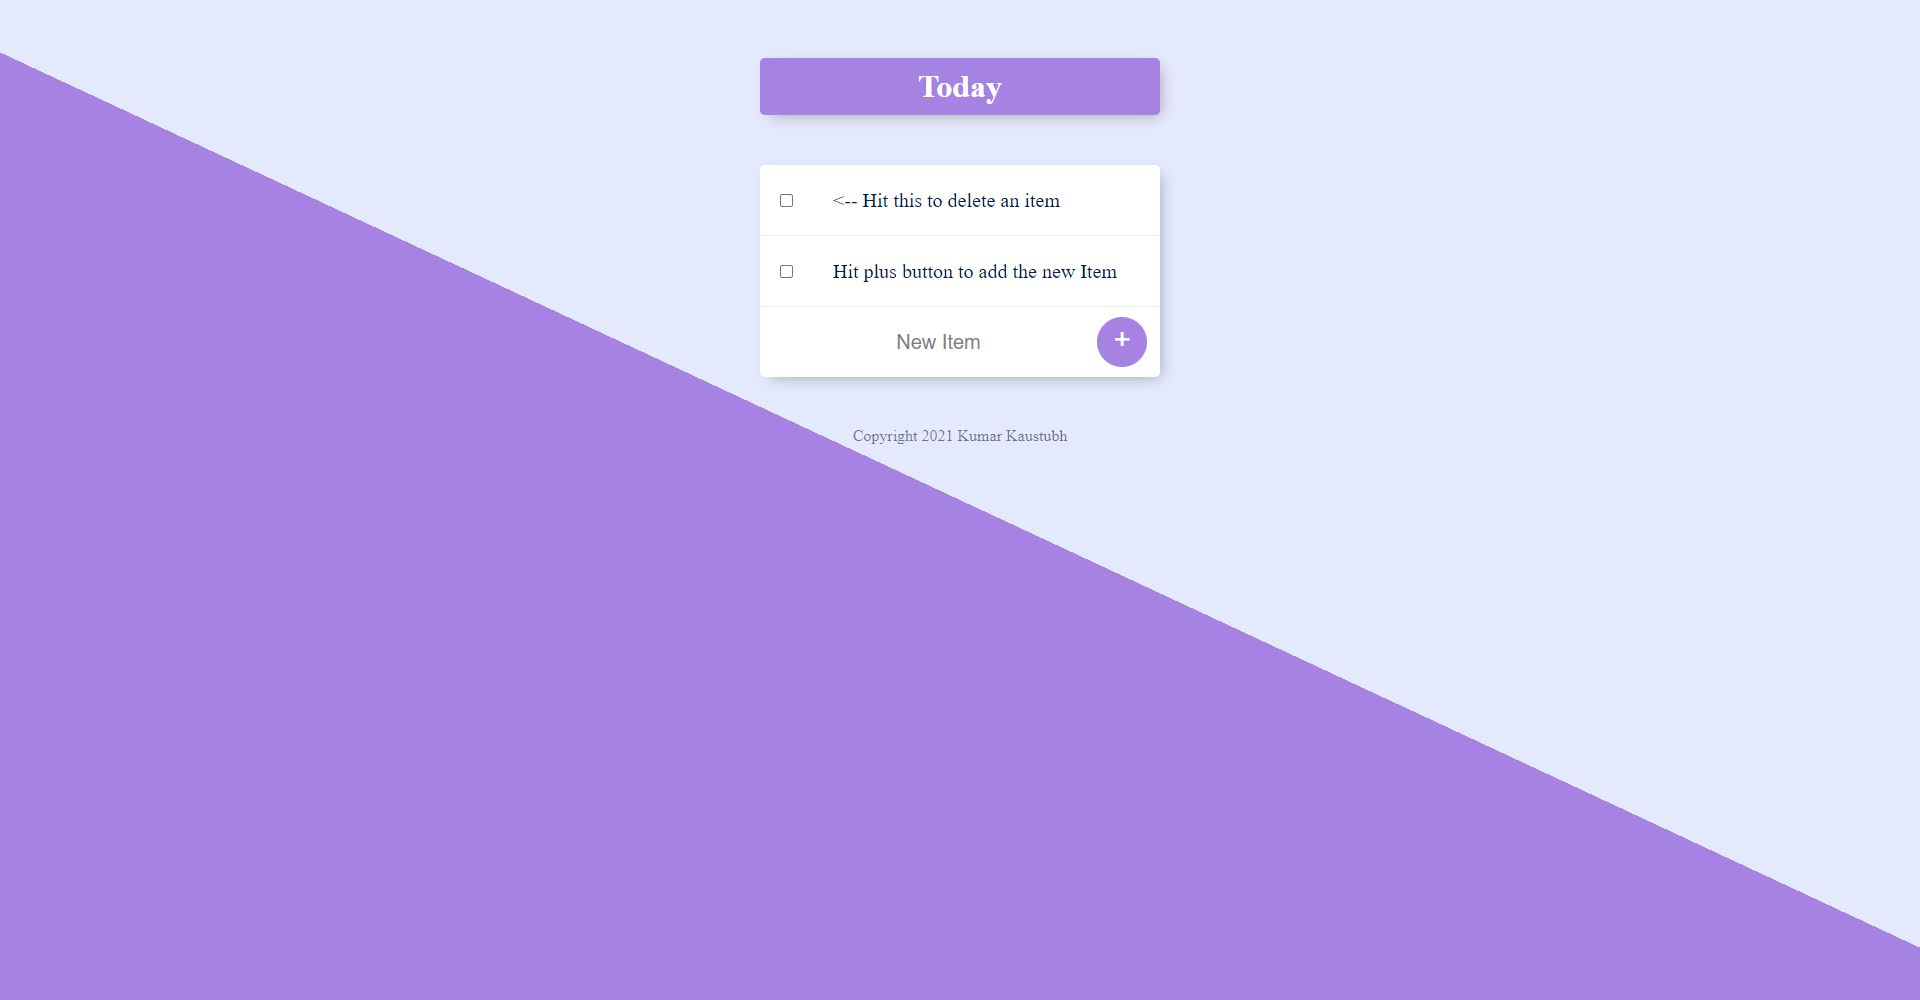 Today
<-- Hit this to delete an item
Hit plus button to add the new Item
New Item +
Copyright 2021 Kumar Kaustubh